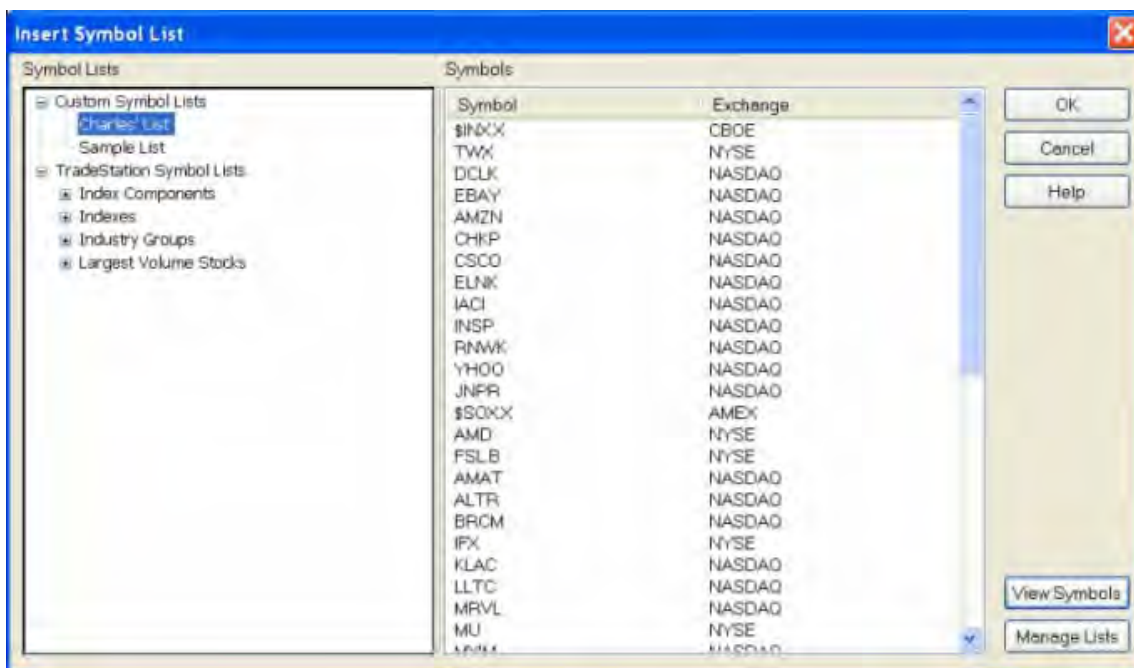 Insert Symbol List
Symbol Lists
Custom Symbol Lists
Charles' List
Sample List
TradeStation Symbol Lists
Index Components
Indexes
Industry Groups
Largest Volume Stocks
Symbols
Symbol Exchange
$INXX CBOE
TWX NYSE
DCLK NASDAQ
EBAY NASDAQ
AMZN NASDAQ
CHKP NASDAQ
CSCO NASDAQ
ELNK NASDAQ
IACI NASDAQ
INSP NASDAQ
RNWK NASDAQ
YHOO NASDAQ
JNPR NASDAQ
$SOXX AMEX
AMD NYSE
FSL.B NYSE
AMAT NASDAQ
ALTR NASDAQ
BRCM NASDAQ
IFX NYSE
KLAC NASDAQ
LLTC NASDAQ
MRVL NASDAQ
MU NYSE
NASDAQ
OK
Cancel
Help
View Symbols
Manage Lists